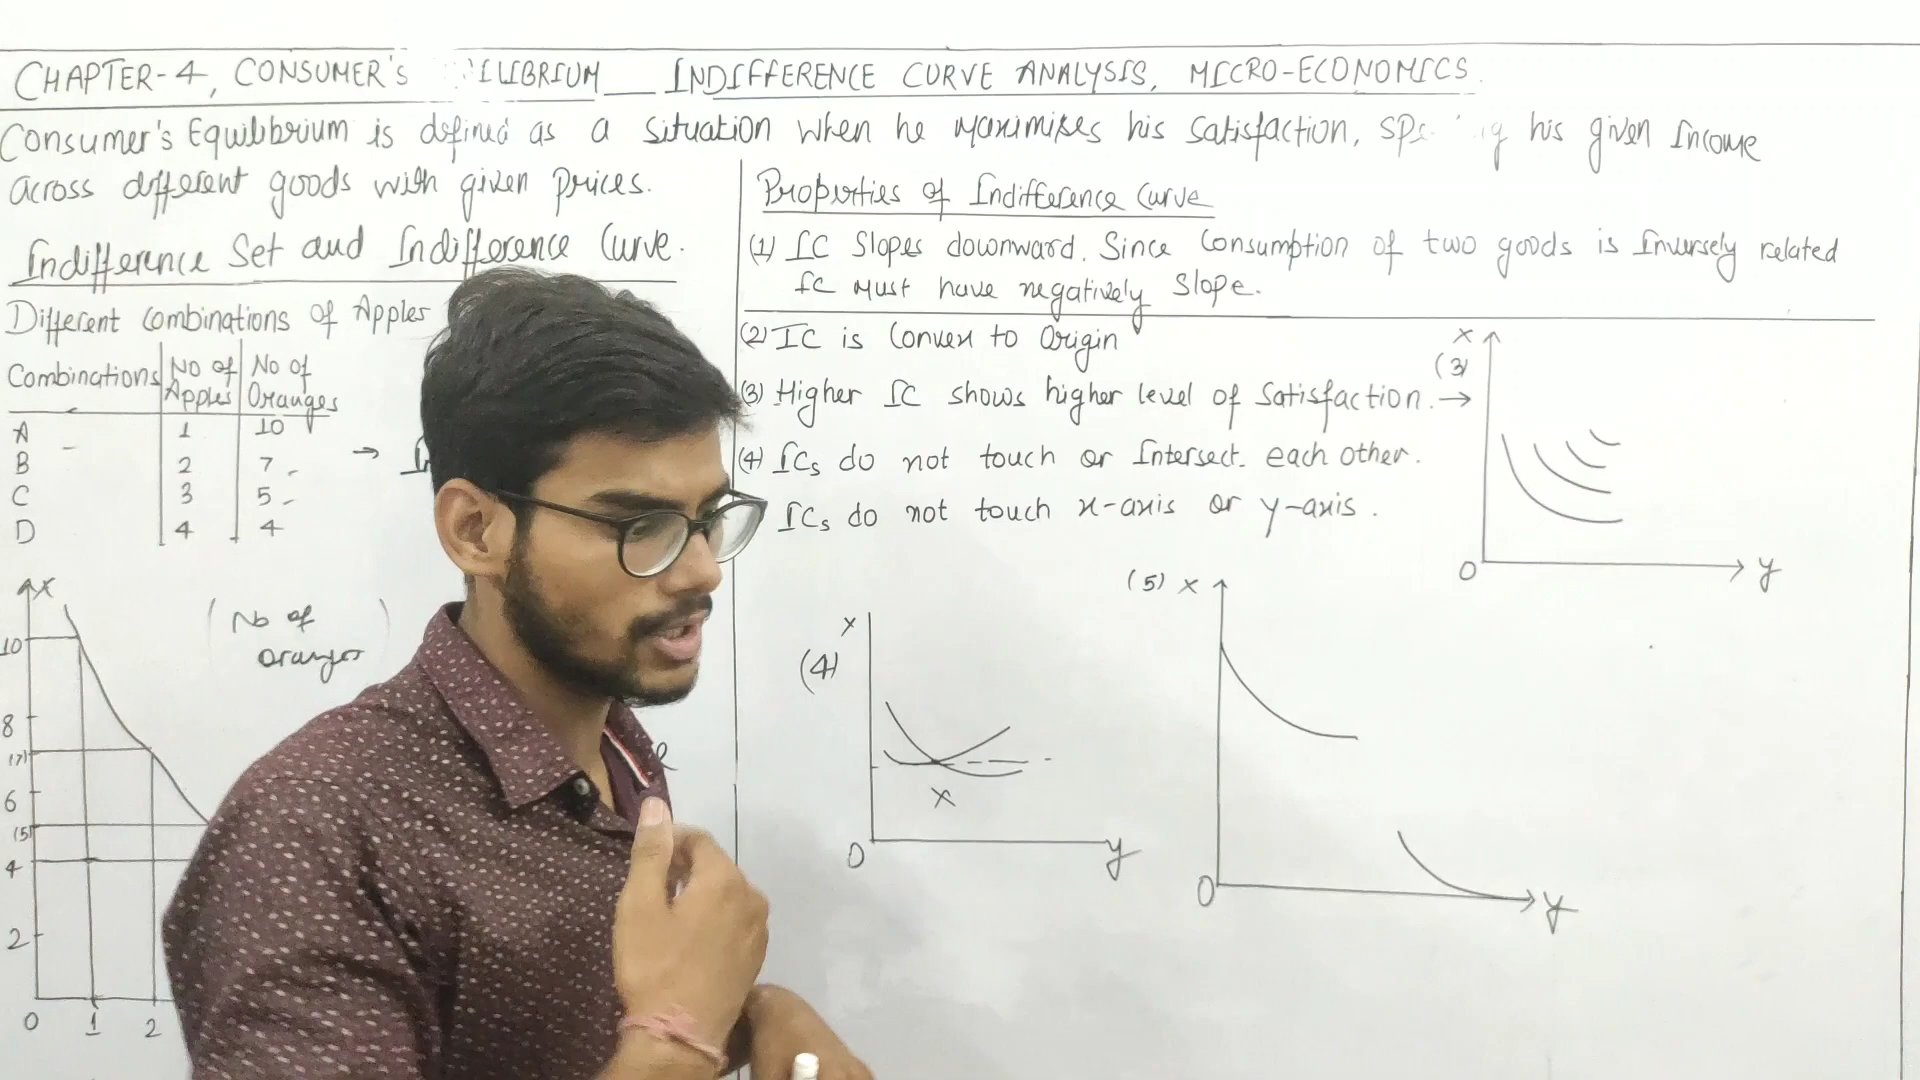 CHAPTER-4, CONSUMER'S ILIBRIUM __ INDIFFERENCE CURVE ANALYSIS, MICRO-ECONOMICS.
Consumer's Equilibrium is defined as a situation when he Maximises his Satisfaction, his given Income
across different goods with given prices.
Indifference Set and Indifference Curve.
Different Combinations of Apples
Combinations No of Apples No of Oranges
A 1 10
B 2 7
C 3 5
D 4 4
→
x
(No of
Oranges)
10
8
(7)
6
(5)
4
2
0 1 2
Properties of Indifference Curve
(1) IC Slopes downward. Since Consumption of two goods is Inversely related
IC Must have negatively Slope.
(2) IC is Convex to Origin
(3) Higher IC shows higher level of Satisfaction. →
(4) ICs do not touch or Intersect each other.
ICs do not touch x-axis or y-axis.
x
(3)
0 y
x
(4)
x
0 y
(5) x
0 y